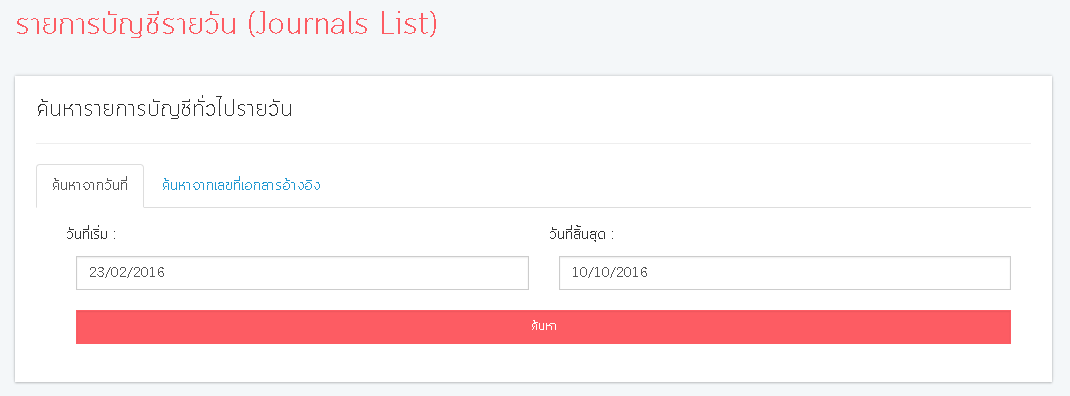 รายการบัญชีรายวัน (Journals List)
ค้นหารายการบัญชีทั่วไปรายวัน
ค้นหาจากวันที่
ค้นหาจากเลขที่เอกสารอ้างอิง
วันที่เริ่ม :
วันที่สิ้นสุด :
23/02/2016
10/10/2016
ค้นหา